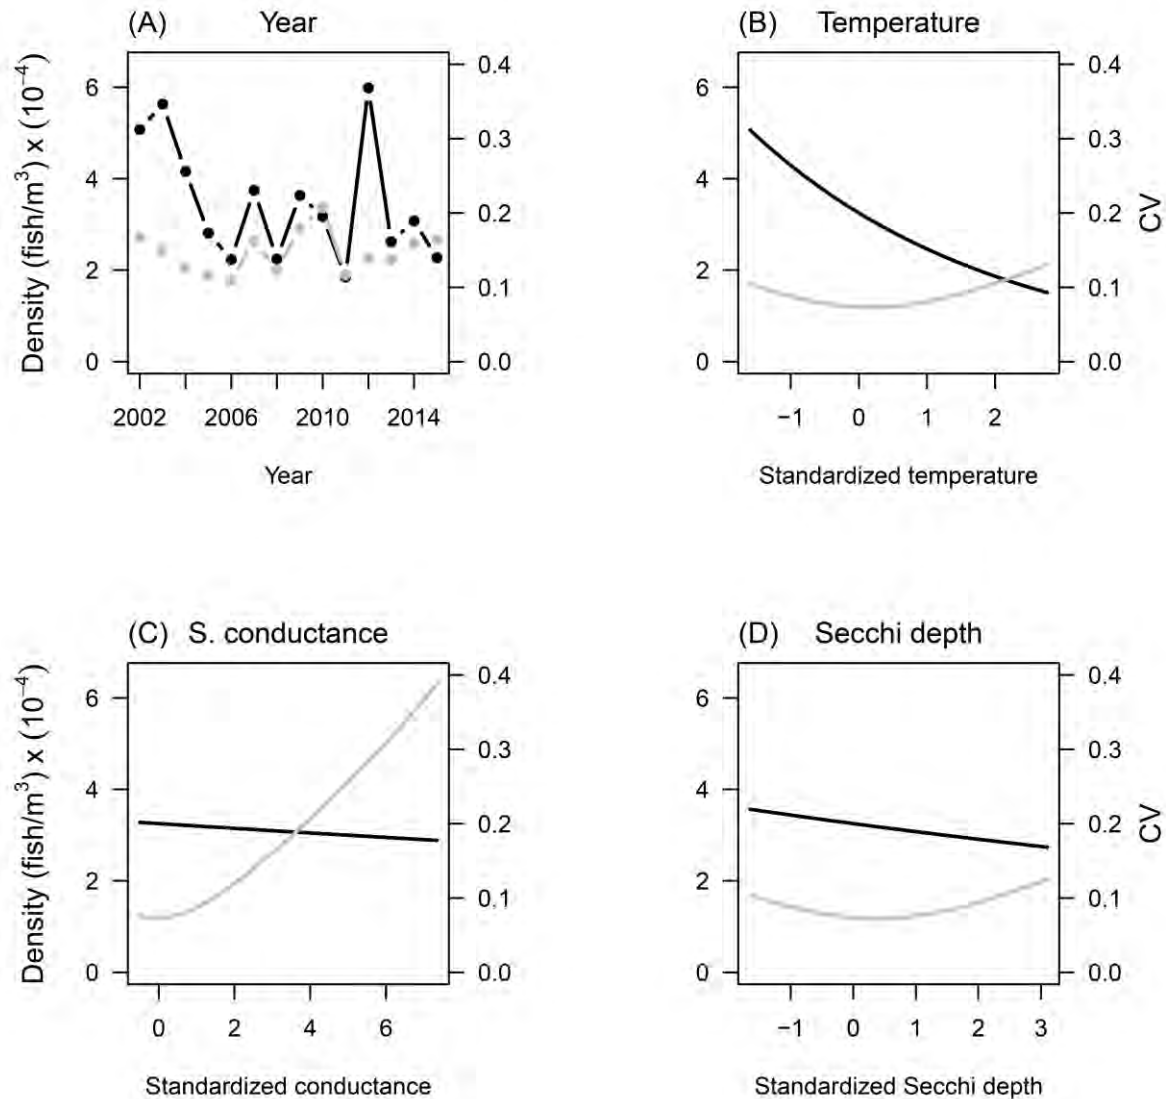 (A) Year
(B) Temperature
Density (fish/m³) x (10⁻⁴)
6
4
2
0
0.4
0.3
0.2
0.1
0.0
2002 2006 2010 2014
Year
6
4
2
0
0.4
0.3
0.2
0.1
0.0
CV
−1 0 1 2
Standardized temperature
(C) S. conductance
(D) Secchi depth
Density (fish/m³) x (10⁻⁴)
6
4
2
0
0.4
0.3
0.2
0.1
0.0
0 2 4 6
Standardized conductance
6
4
2
0
0.4
0.3
0.2
0.1
0.0
CV
−1 0 1 2 3
Standardized Secchi depth